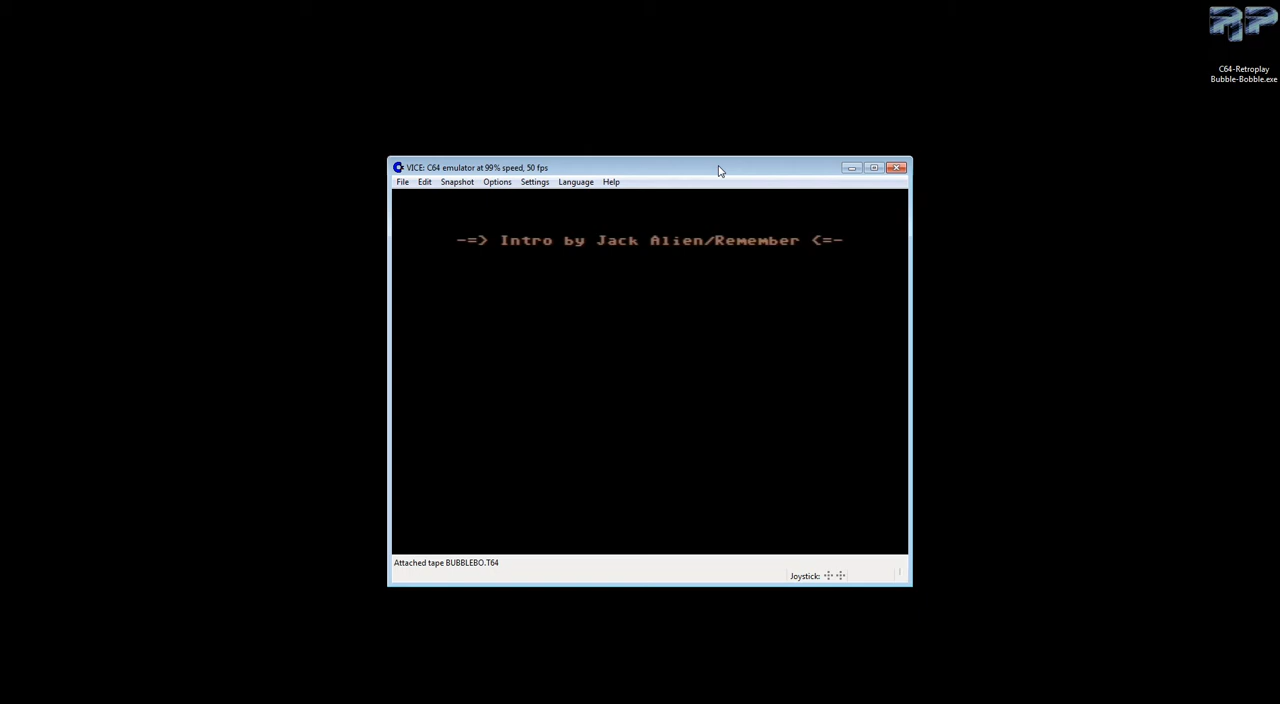 RP
C64-Retroplay
Bubble-Bobble.exe
VICE: C64 emulator at 99% speed, 50 fps
File Edit Snapshot Options Settings Language Help
-=> Intro by Jack Alien/Remember <=-
Attached tape BUBBLEBO.T64
Joystick: